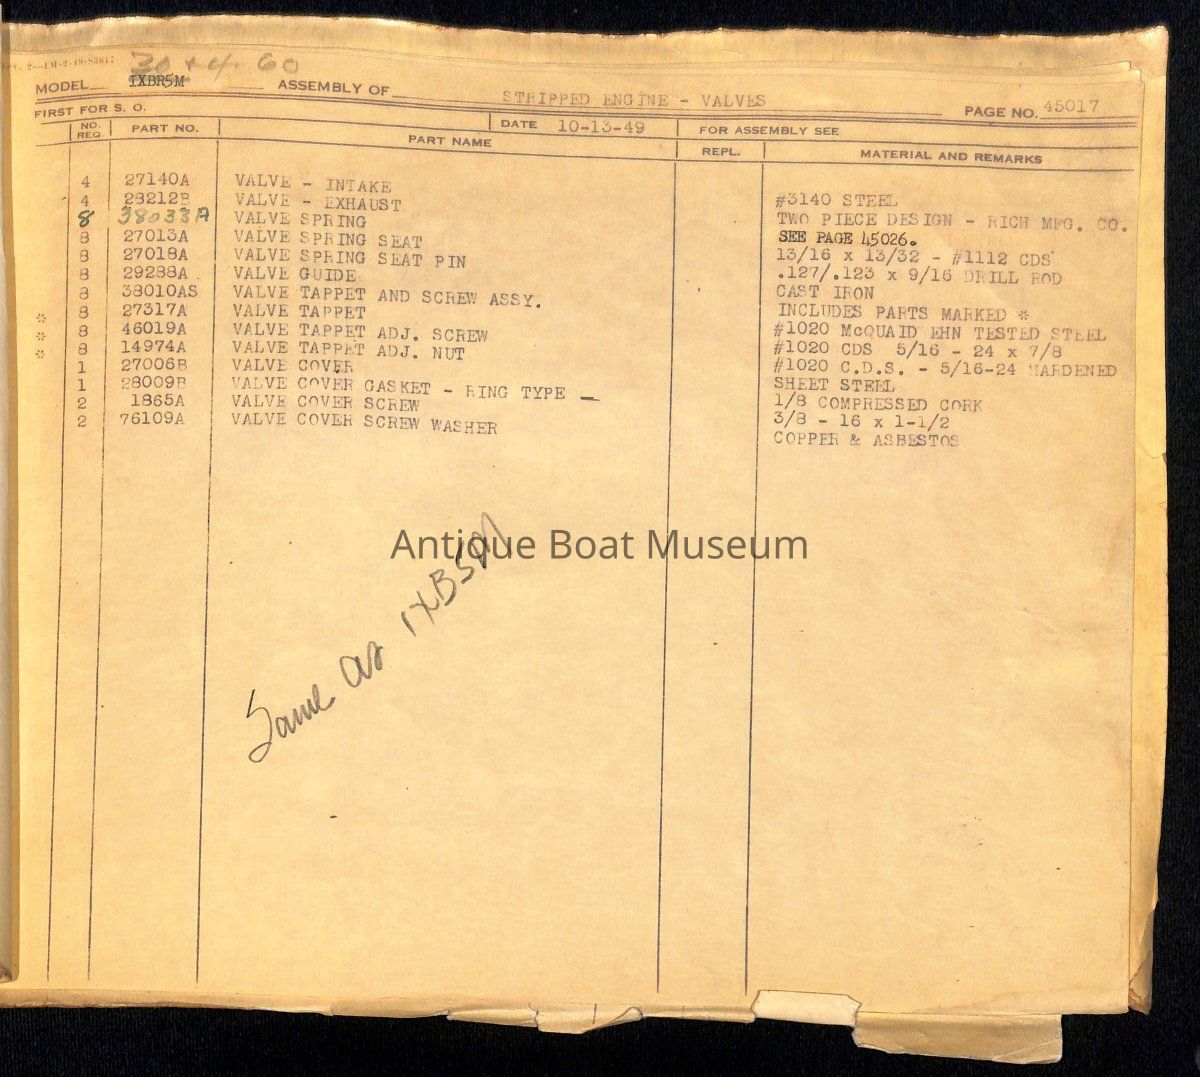 30 + 4. 60
MODEL IXBR5M ASSEMBLY OF STRIPPED ENGINE - VALVES PAGE NO. 45017
FIRST FOR S. O. DATE 10-13-49 FOR ASSEMBLY SEE
NO. REQ. PART NO. PART NAME REPL. MATERIAL AND REMARKS
4 27140A VALVE - INTAKE #3140 STEEL
4 28212B VALVE - EXHAUST TWO PIECE DESIGN - RICH MFG. CO.
8 38033A VALVE SPRING SEE PAGE 45026.
8 27013A VALVE SPRING SEAT 13/16 x 13/32 - #1112 CDS
8 27018A VALVE SPRING SEAT PIN .127/.123 x 9/16 DRILL ROD
8 29288A VALVE GUIDE CAST IRON
8 38010AS VALVE TAPPET AND SCREW ASSY. INCLUDES PARTS MARKED *
* 8 27317A VALVE TAPPET #1020 McQUAID EHN TESTED STEEL
* 8 46019A VALVE TAPPET ADJ. SCREW #1020 CDS 5/16 - 24 x 7/8
* 8 14974A VALVE TAPPET ADJ. NUT #1020 C.D.S. - 5/16-24 HARDENED
1 27006B VALVE COVER SHEET STEEL
1 28009B VALVE COVER GASKET - RING TYPE - 1/8 COMPRESSED CORK
2 1865A VALVE COVER SCREW 3/8 - 16 x 1-1/2
2 76109A VALVE COVER SCREW WASHER COPPER & ASBESTOS
Antique Boat Museum
Same as IXB5M